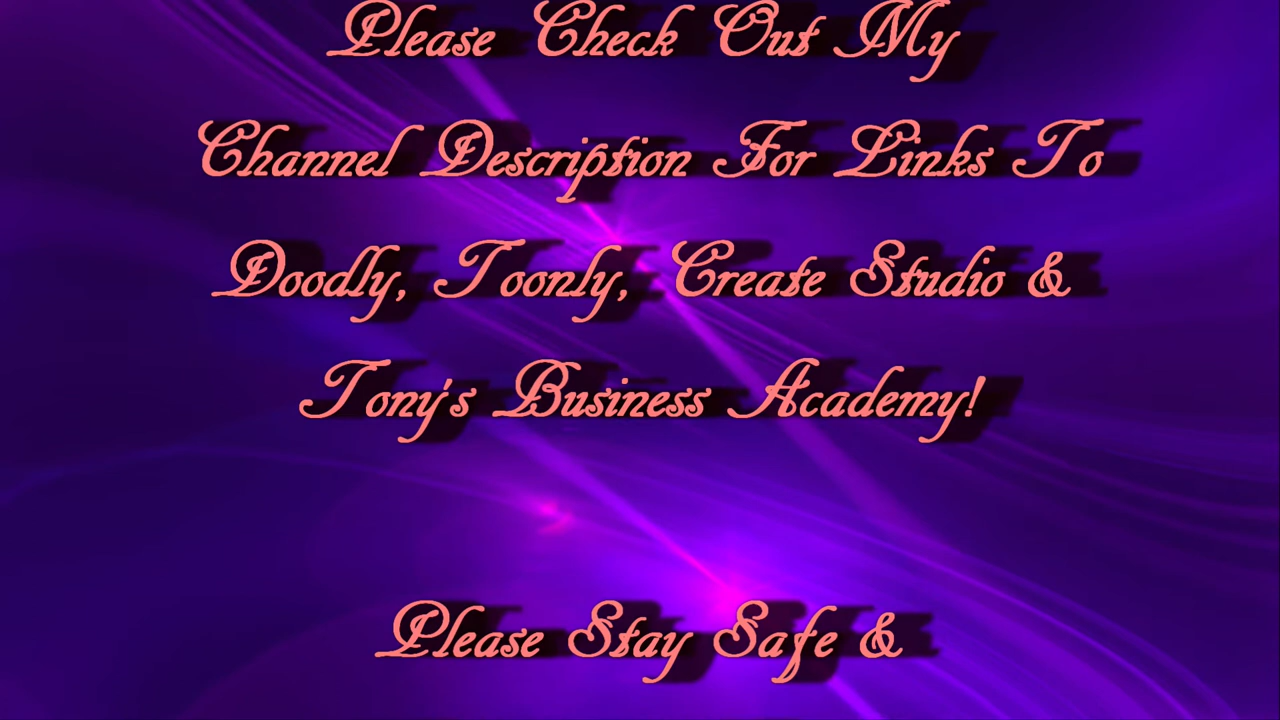 Please Check Out My
Channel Description For Links To
Doodly, Toonly, Create Studio &
Tony's Business Academy!
Please Stay Safe &